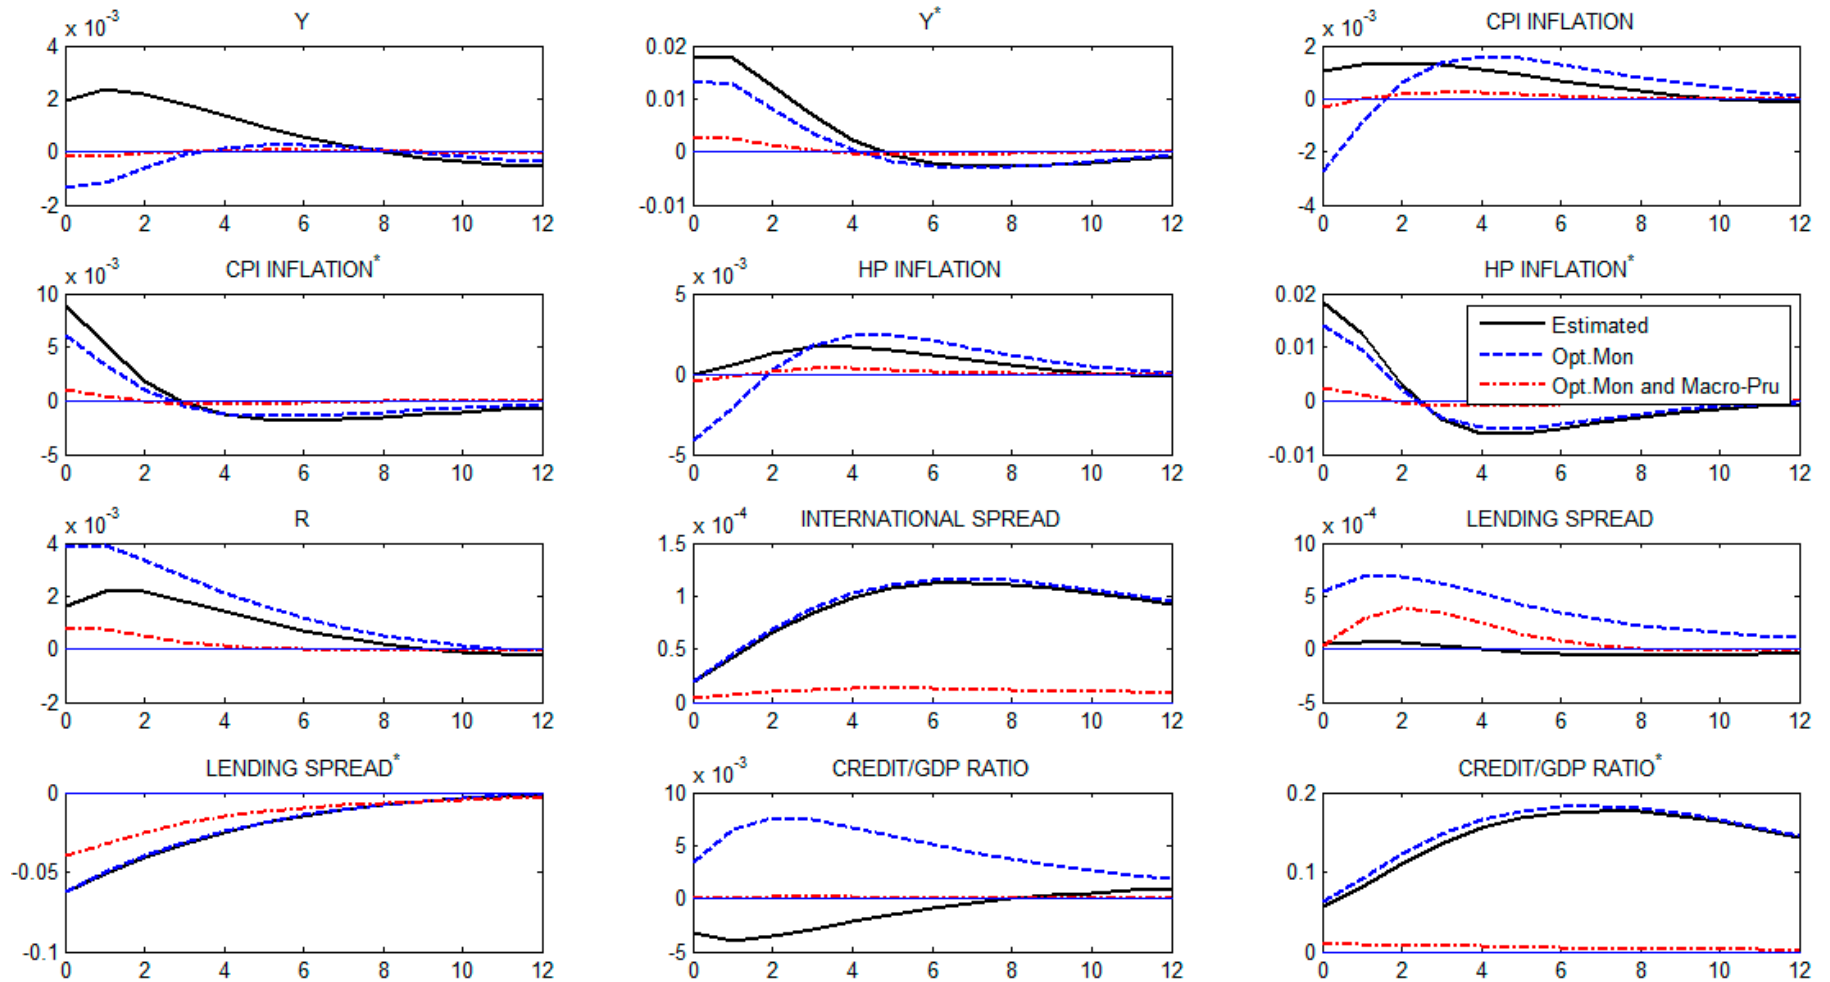 Y
x 10-3
4
2
0
-2
0 2 4 6 8 10 12
Y*
0.02
0.01
0
-0.01
0 2 4 6 8 10 12
CPI INFLATION
x 10-3
2
0
-2
-4
0 2 4 6 8 10 12
CPI INFLATION*
x 10-3
10
5
0
-5
0 2 4 6 8 10 12
HP INFLATION
x 10-3
5
0
-5
0 2 4 6 8 10 12
HP INFLATION*
0.02
0.01
0
-0.01
0 2 4 6 8 10 12
Estimated
Opt.Mon
Opt.Mon and Macro-Pru
R
x 10-3
4
2
0
-2
0 2 4 6 8 10 12
INTERNATIONAL SPREAD
x 10-4
1.5
1
0.5
0
0 2 4 6 8 10 12
LENDING SPREAD
x 10-4
10
5
0
-5
0 2 4 6 8 10 12
LENDING SPREAD*
0
-0.05
-0.1
0 2 4 6 8 10 12
CREDIT/GDP RATIO
x 10-3
10
5
0
-5
0 2 4 6 8 10 12
CREDIT/GDP RATIO*
0.2
0.1
0
0 2 4 6 8 10 12